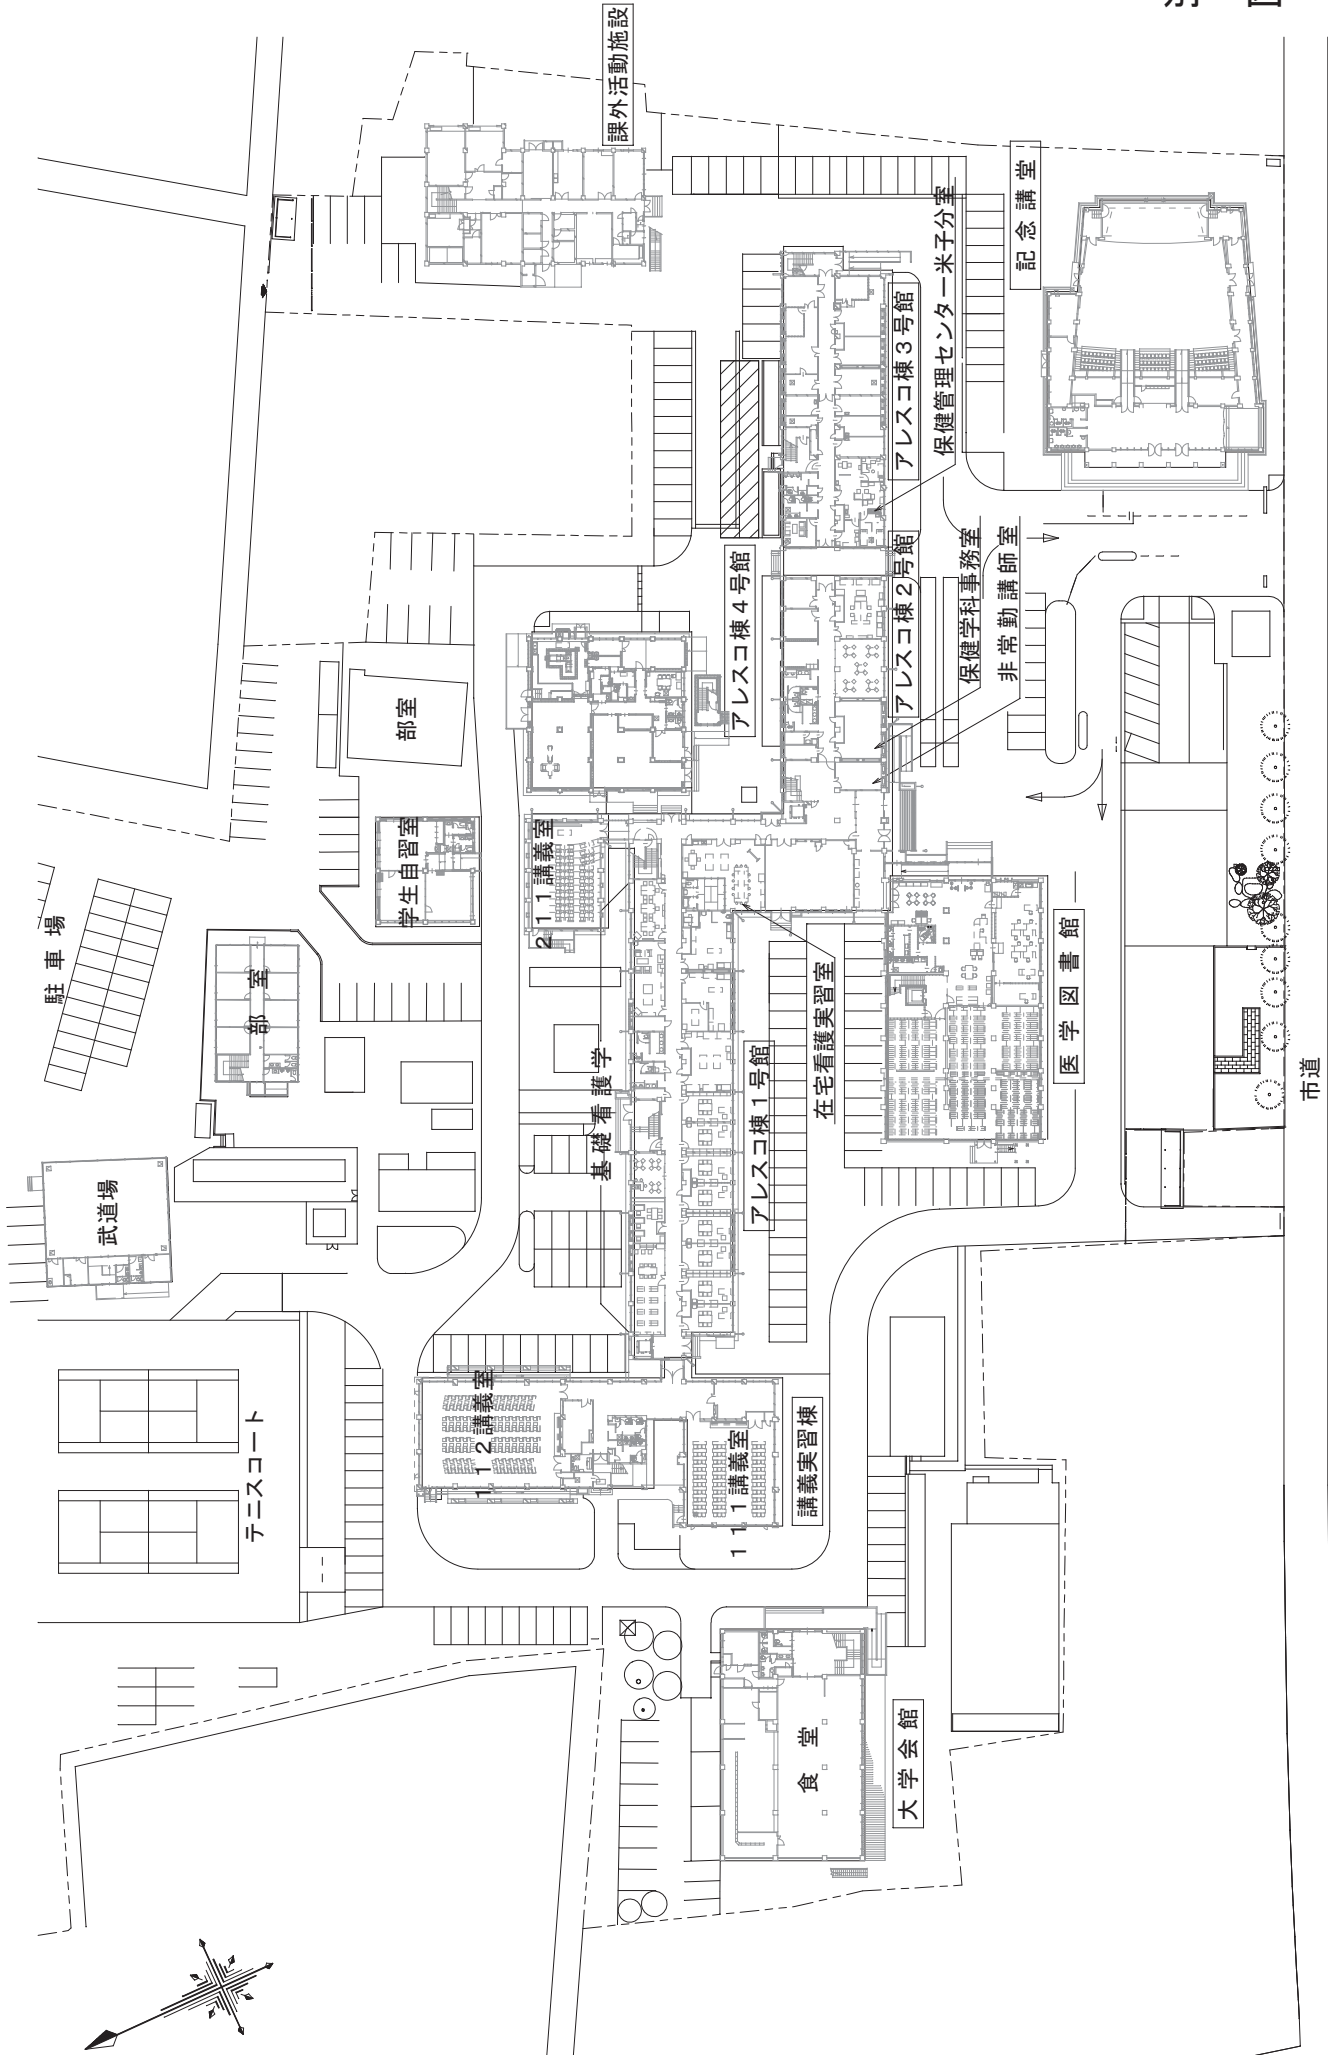 課外活動施設
記念講堂
保健管理センター米子分室
アレスコ棟3号館
アレスコ棟4号館
アレスコ棟2号館
保健学科事務室
非常勤講師室
部室
学生自習室
211講義室
駐車場
部室
基礎看護学
アレスコ棟1号館
在宅看護実習室
医学図書館
市道
武道場
テニスコート
112講義室
111講義室
講義実習棟
食堂
大学会館